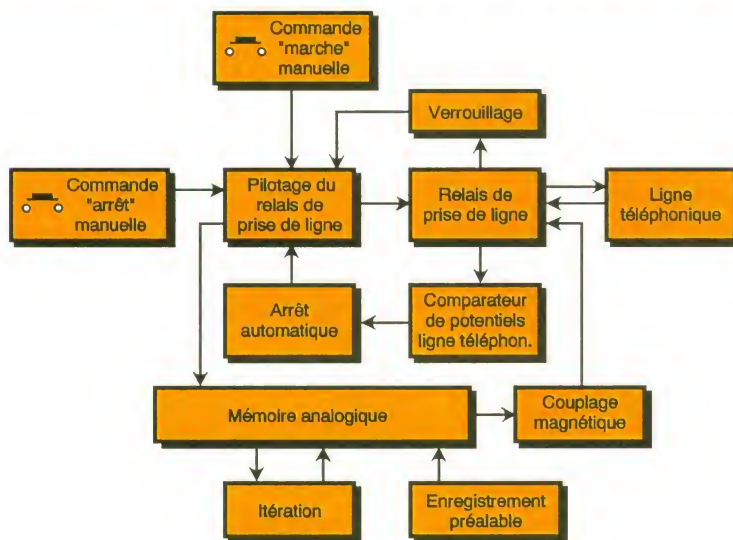 Commande
"marche"
manuelle
Verrouillage
Commande
"arrêt"
manuelle
Pilotage du
relais de
prise de ligne
Relais de
prise de ligne
Ligne
téléphonique
Arrêt
automatique
Comparateur
de potentiels
ligne téléphon.
Mémoire analogique
Couplage
magnétique
Itération
Enregistrement
préalable